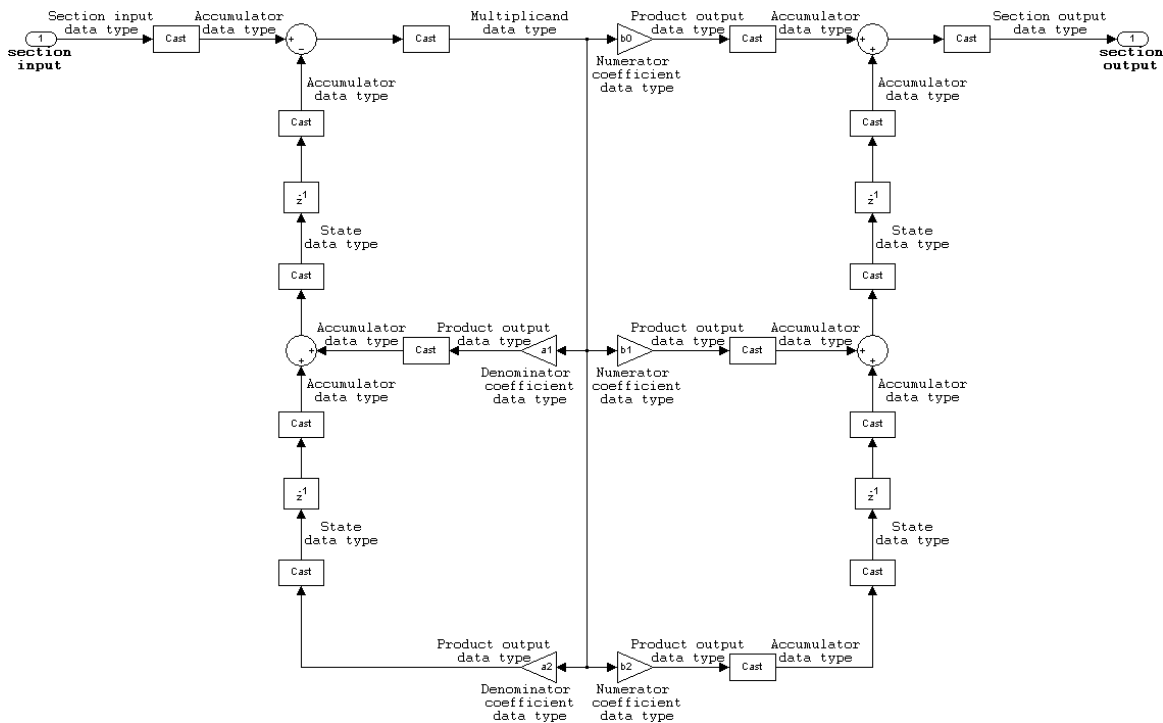 Section input
data type
Accumulator
data type
Multiplicand
data type
Product output
data type
Accumulator
data type
Section output
data type
1
Cast
+
−
Cast
b0
Cast
+
+
Cast
1
section
input
section
output
Numerator
coefficient
data type
Accumulator
data type
Accumulator
data type
Cast
Cast
z-1
z-1
State
data type
State
data type
Cast
Cast
Accumulator
data type
Product output
data type
Product output
data type
Accumulator
data type
+
+
Cast
a1
b1
Cast
+
+
Denominator
coefficient
data type
Numerator
coefficient
data type
Accumulator
data type
Accumulator
data type
Cast
Cast
z-1
z-1
State
data type
State
data type
Cast
Cast
Product output
data type
Product output
data type
Accumulator
data type
a2
b2
Cast
Denominator
coefficient
data type
Numerator
coefficient
data type